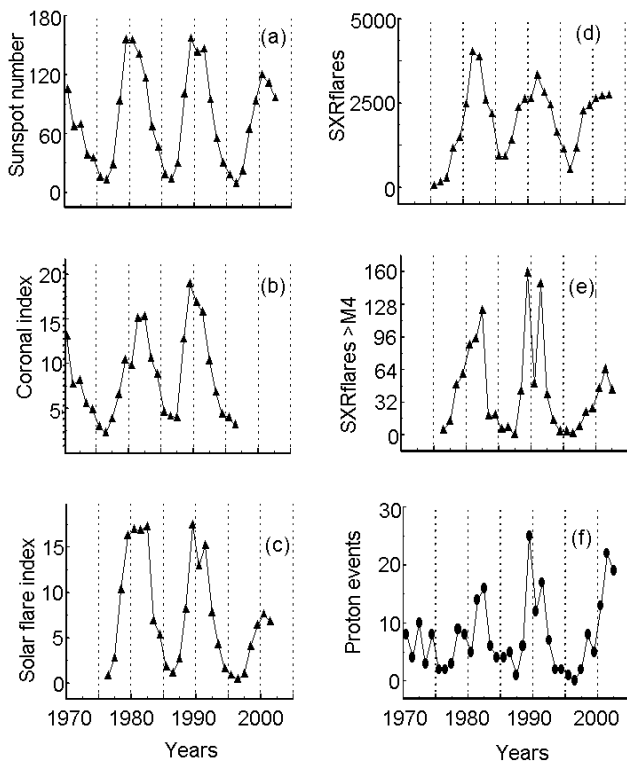 180
120
60
0
Sunspot number
(a)
20
15
10
5
Coronal index
(b)
15
10
5
0
Solar flare index
(c)
1970 1980 1990 2000
Years
5000
2500
0
SXRflares
(d)
160
128
96
64
32
0
SXRflares >M4
(e)
30
20
10
0
Proton events
(f)
1970 1980 1990 2000
Years